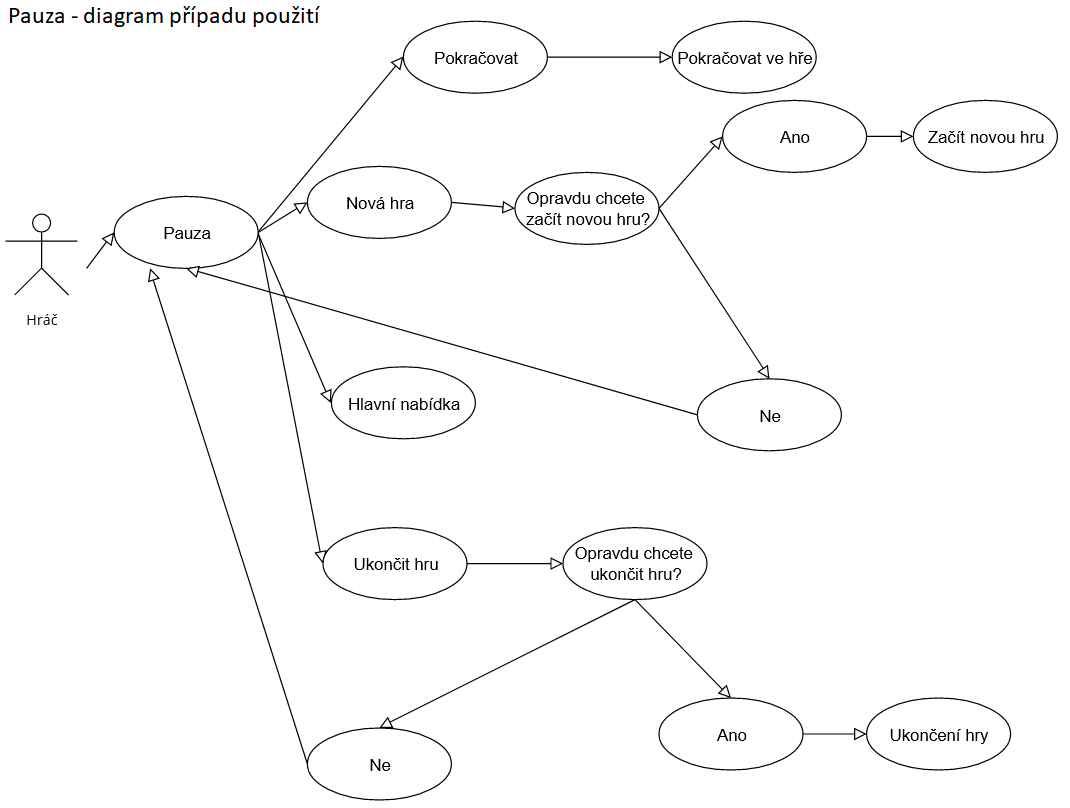 Pauza - diagram případu použití
Pokračovat
Pokračovat ve hře
Ano
Začít novou hru
Nová hra
Opravdu chcete
začít novou hru?
Pauza
Hráč
Hlavní nabídka
Ne
Ukončit hru
Opravdu chcete
ukončit hru?
Ne
Ano
Ukončení hry